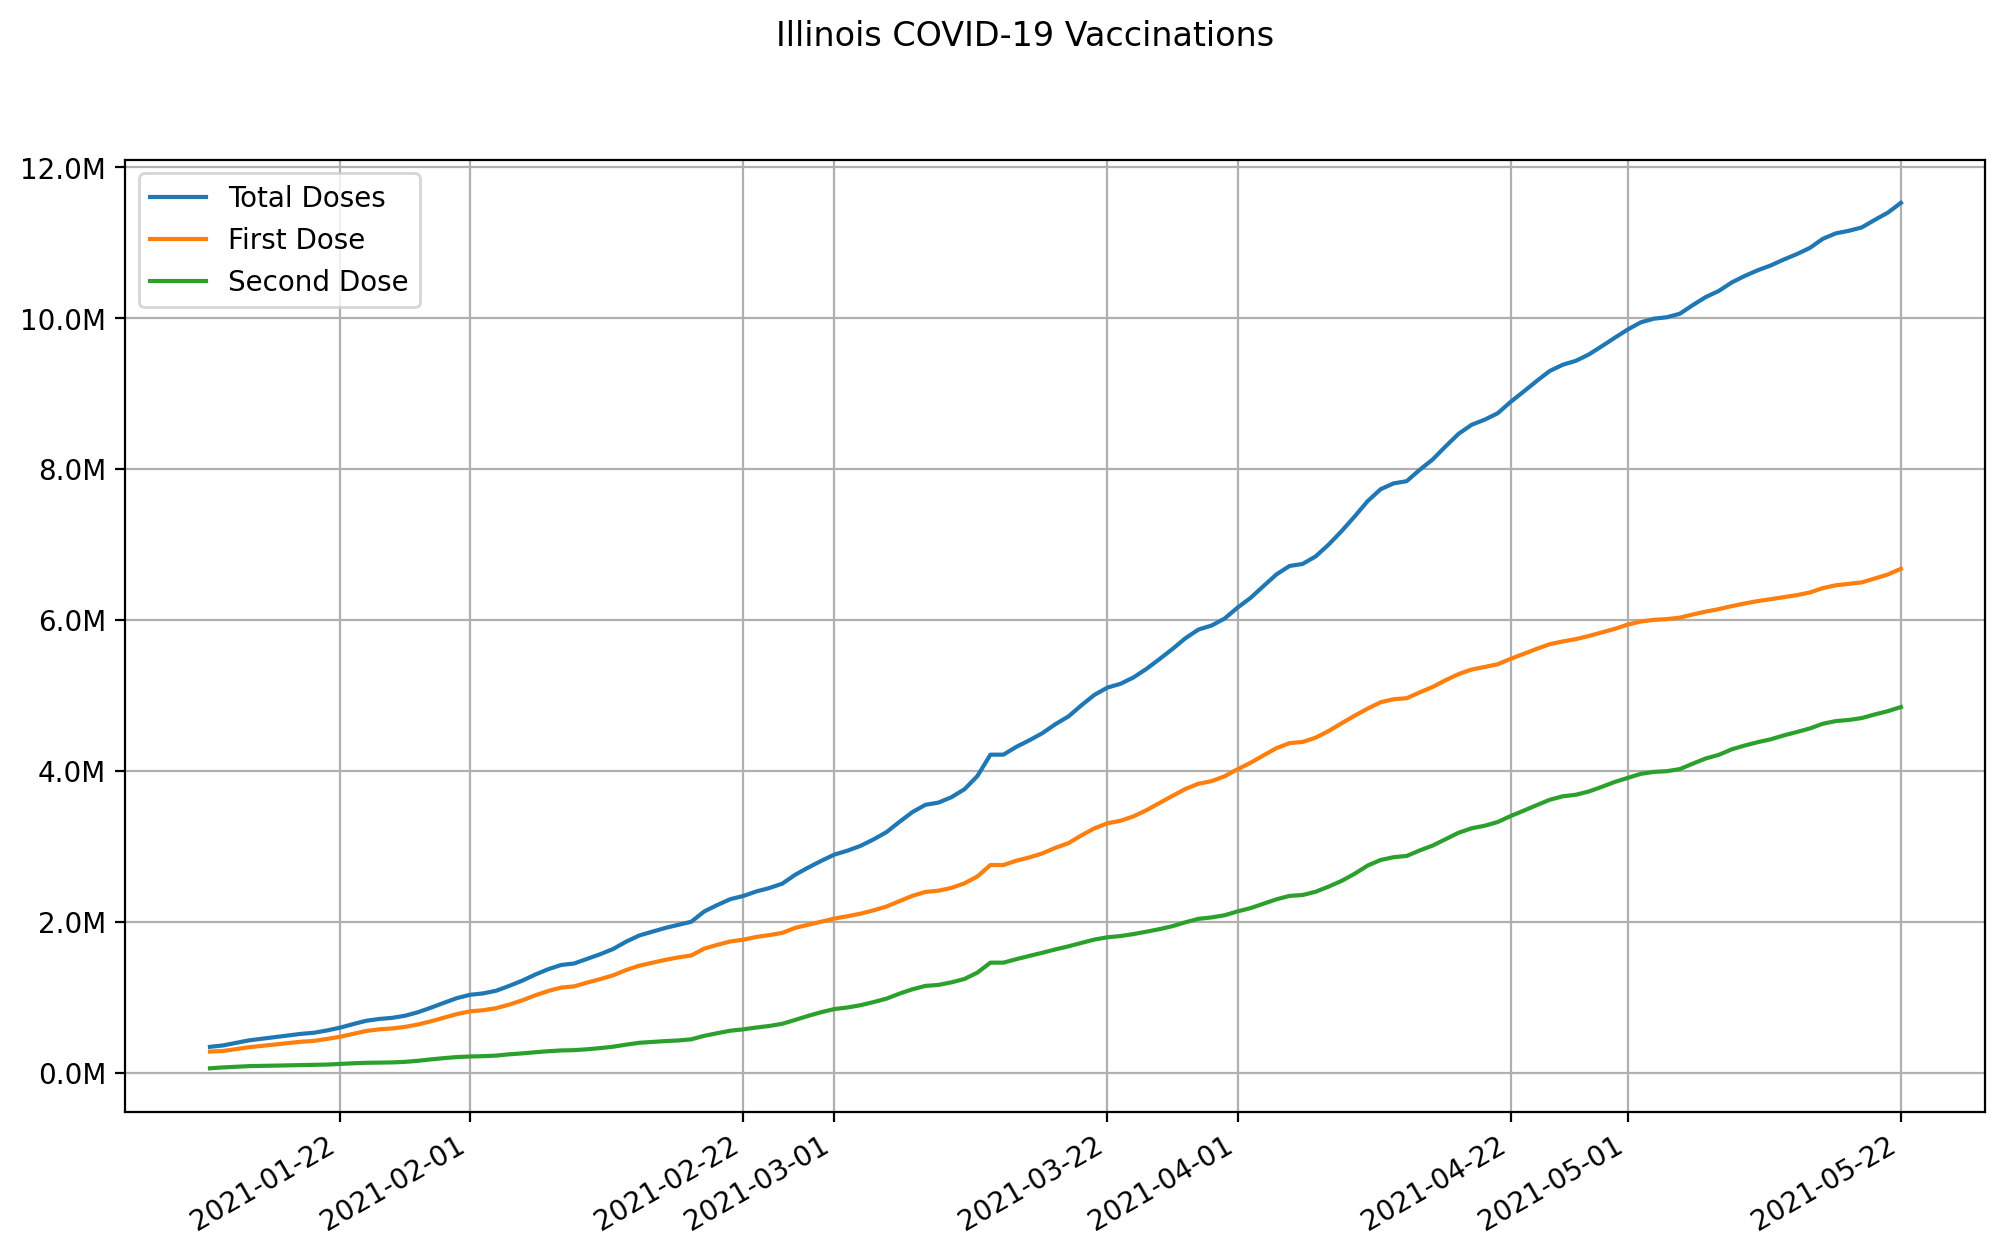 Illinois COVID-19 Vaccinations
12.0M
10.0M
8.0M
6.0M
4.0M
2.0M
0.0M
Total Doses
First Dose
Second Dose
2021-01-22
2021-02-01
2021-02-22
2021-03-01
2021-03-22
2021-04-01
2021-04-22
2021-05-01
2021-05-22